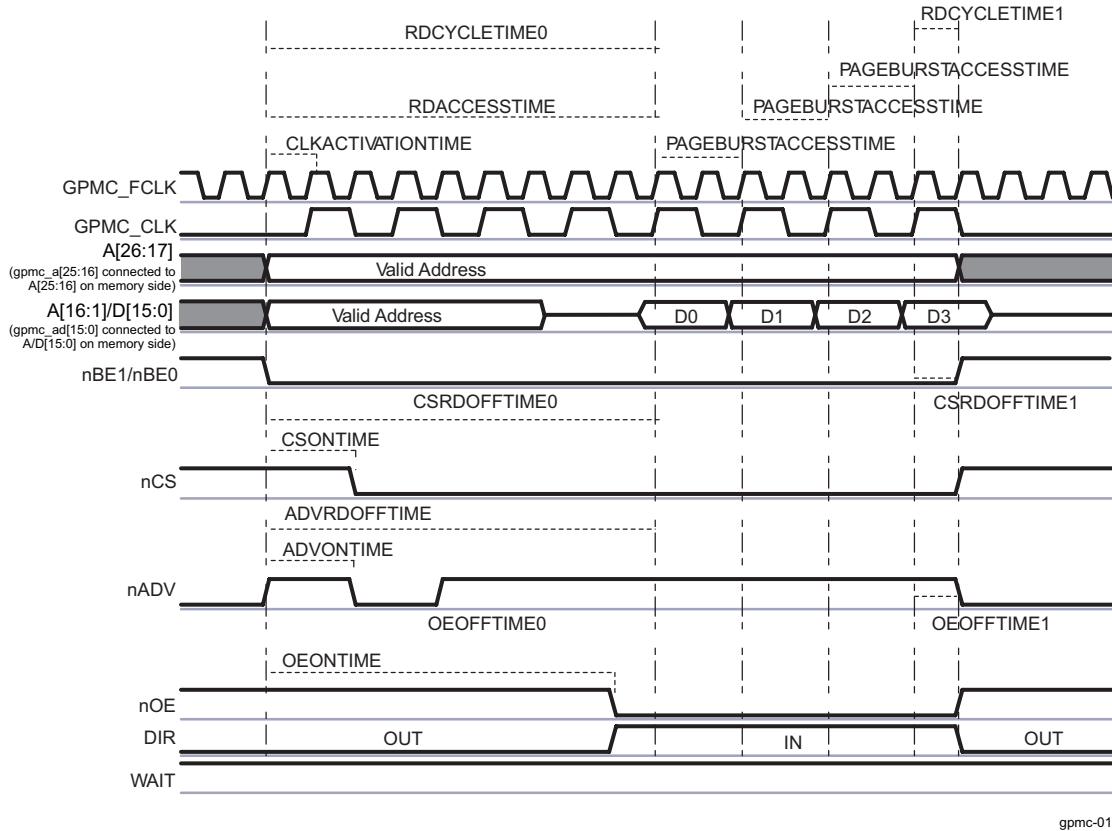 RDCYCLETIME1
RDCYCLETIME0
PAGEBURSTACCESSTIME
RDACCESSTIME
PAGEBURSTACCESSTIME
CLKACTIVATIONTIME
PAGEBURSTACCESSTIME
GPMC_FCLK
GPMC_CLK
A[26:17]
(gpmc_a[25:16] connected to
A[25:16] on memory side)
Valid Address
A[16:1]/D[15:0]
(gpmc_ad[15:0] connected to
A/D[15:0] on memory side)
Valid Address
D0
D1
D2
D3
nBE1/nBE0
CSRDOFFTIME0
CSRDOFFTIME1
CSONTIME
nCS
ADVRDOFFTIME
ADVONTIME
nADV
OEOFFTIME0
OEOFFTIME1
OEONTIME
nOE
DIR
OUT
IN
OUT
WAIT
gpmc-01